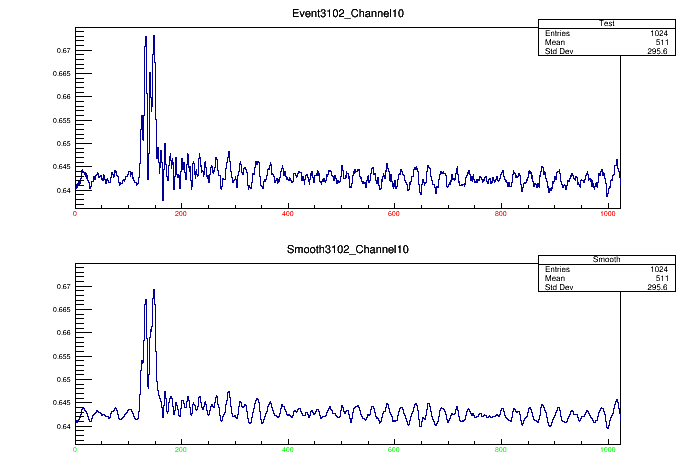 Event3102_Channel10
Test
Entries 1024
Mean 511
Std Dev 295.6
0.67
0.665
0.66
0.655
0.65
0.645
0.64
0 200 400 600 800 1000
Smooth3102_Channel10
Smooth
Entries 1024
Mean 511
Std Dev 295.6
0.67
0.665
0.66
0.655
0.65
0.645
0.64
0 200 400 600 800 1000